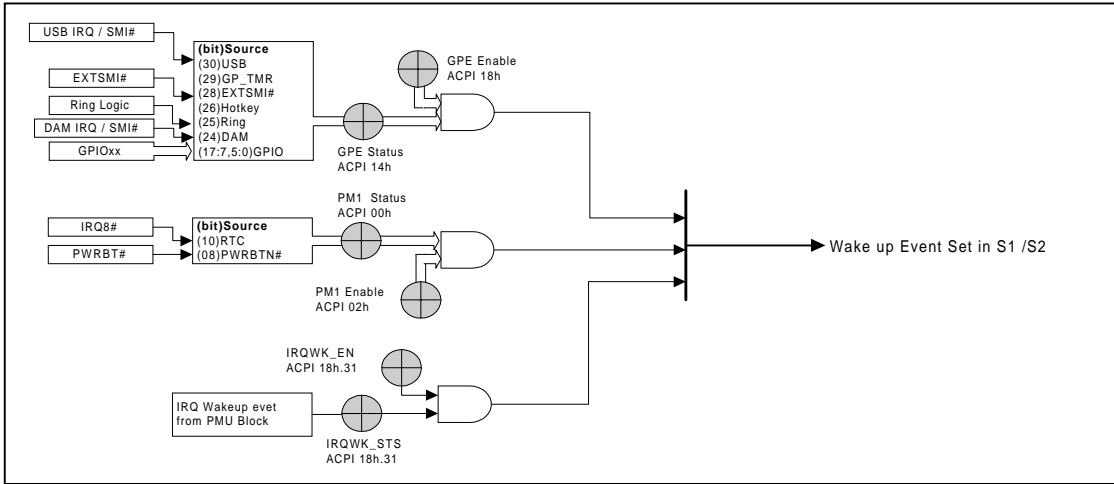 USB IRQ / SMI#
EXTSMI#
Ring Logic
DAM IRQ / SMI#
GPIOxx
(bit)Source
(30)USB
(29)GP_TMR
(28)EXTSMI#
(26)Hotkey
(25)Ring
(24)DAM
(17:7,5:0)GPIO
GPE Enable
ACPI 18h
GPE Status
ACPI 14h
PM1 Status
ACPI 00h
IRQ8#
PWRBT#
(bit)Source
(10)RTC
(08)PWRBTN#
PM1 Enable
ACPI 02h
Wake up Event Set in S1 /S2
IRQWK_EN
ACPI 18h.31
IRQ Wakeup evet
from PMU Block
IRQWK_STS
ACPI 18h.31